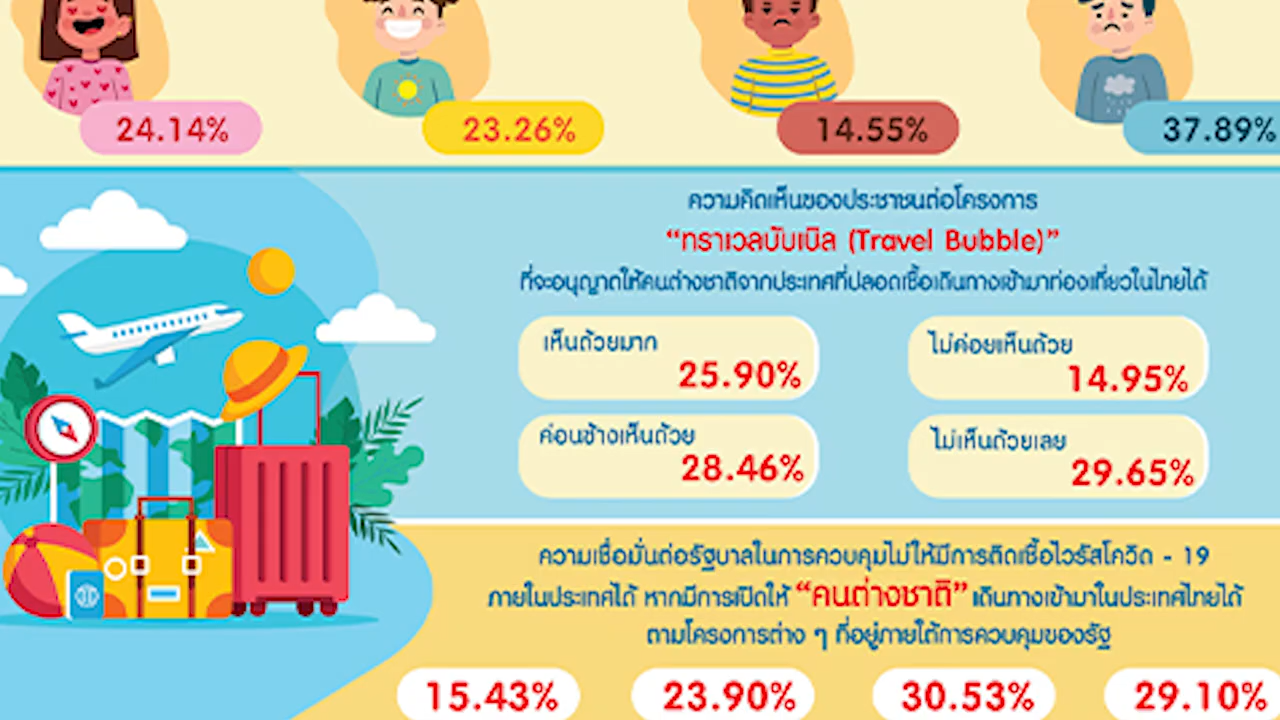 24.14% 23.26% 14.55% 37.89%
ความคิดเห็นของประชาชนต่อโครงการ
“ทราเวลบับเบิล (Travel Bubble)”
ที่จะอนุญาตให้คนต่างชาติจากประเทศที่ปลอดเชื้อเดินทางเข้ามาท่องเที่ยวในไทยได้
เห็นด้วยมาก ไม่ค่อยเห็นด้วย
25.90% 14.95%
ค่อนข้างเห็นด้วย ไม่เห็นด้วยเลย
28.46% 29.65%
ความเชื่อมั่นต่อรัฐบาลในการควบคุมไม่ให้มีการติดเชื้อไวรัสโควิด - 19
ภายในประเทศได้ หากมีการเปิดให้ “คนต่างชาติ” เดินทางเข้ามาในประเทศไทยได้
ตามโครงการต่าง ๆ ที่อยู่ภายใต้การควบคุมของรัฐ
15.43% 23.90% 30.53% 29.10%